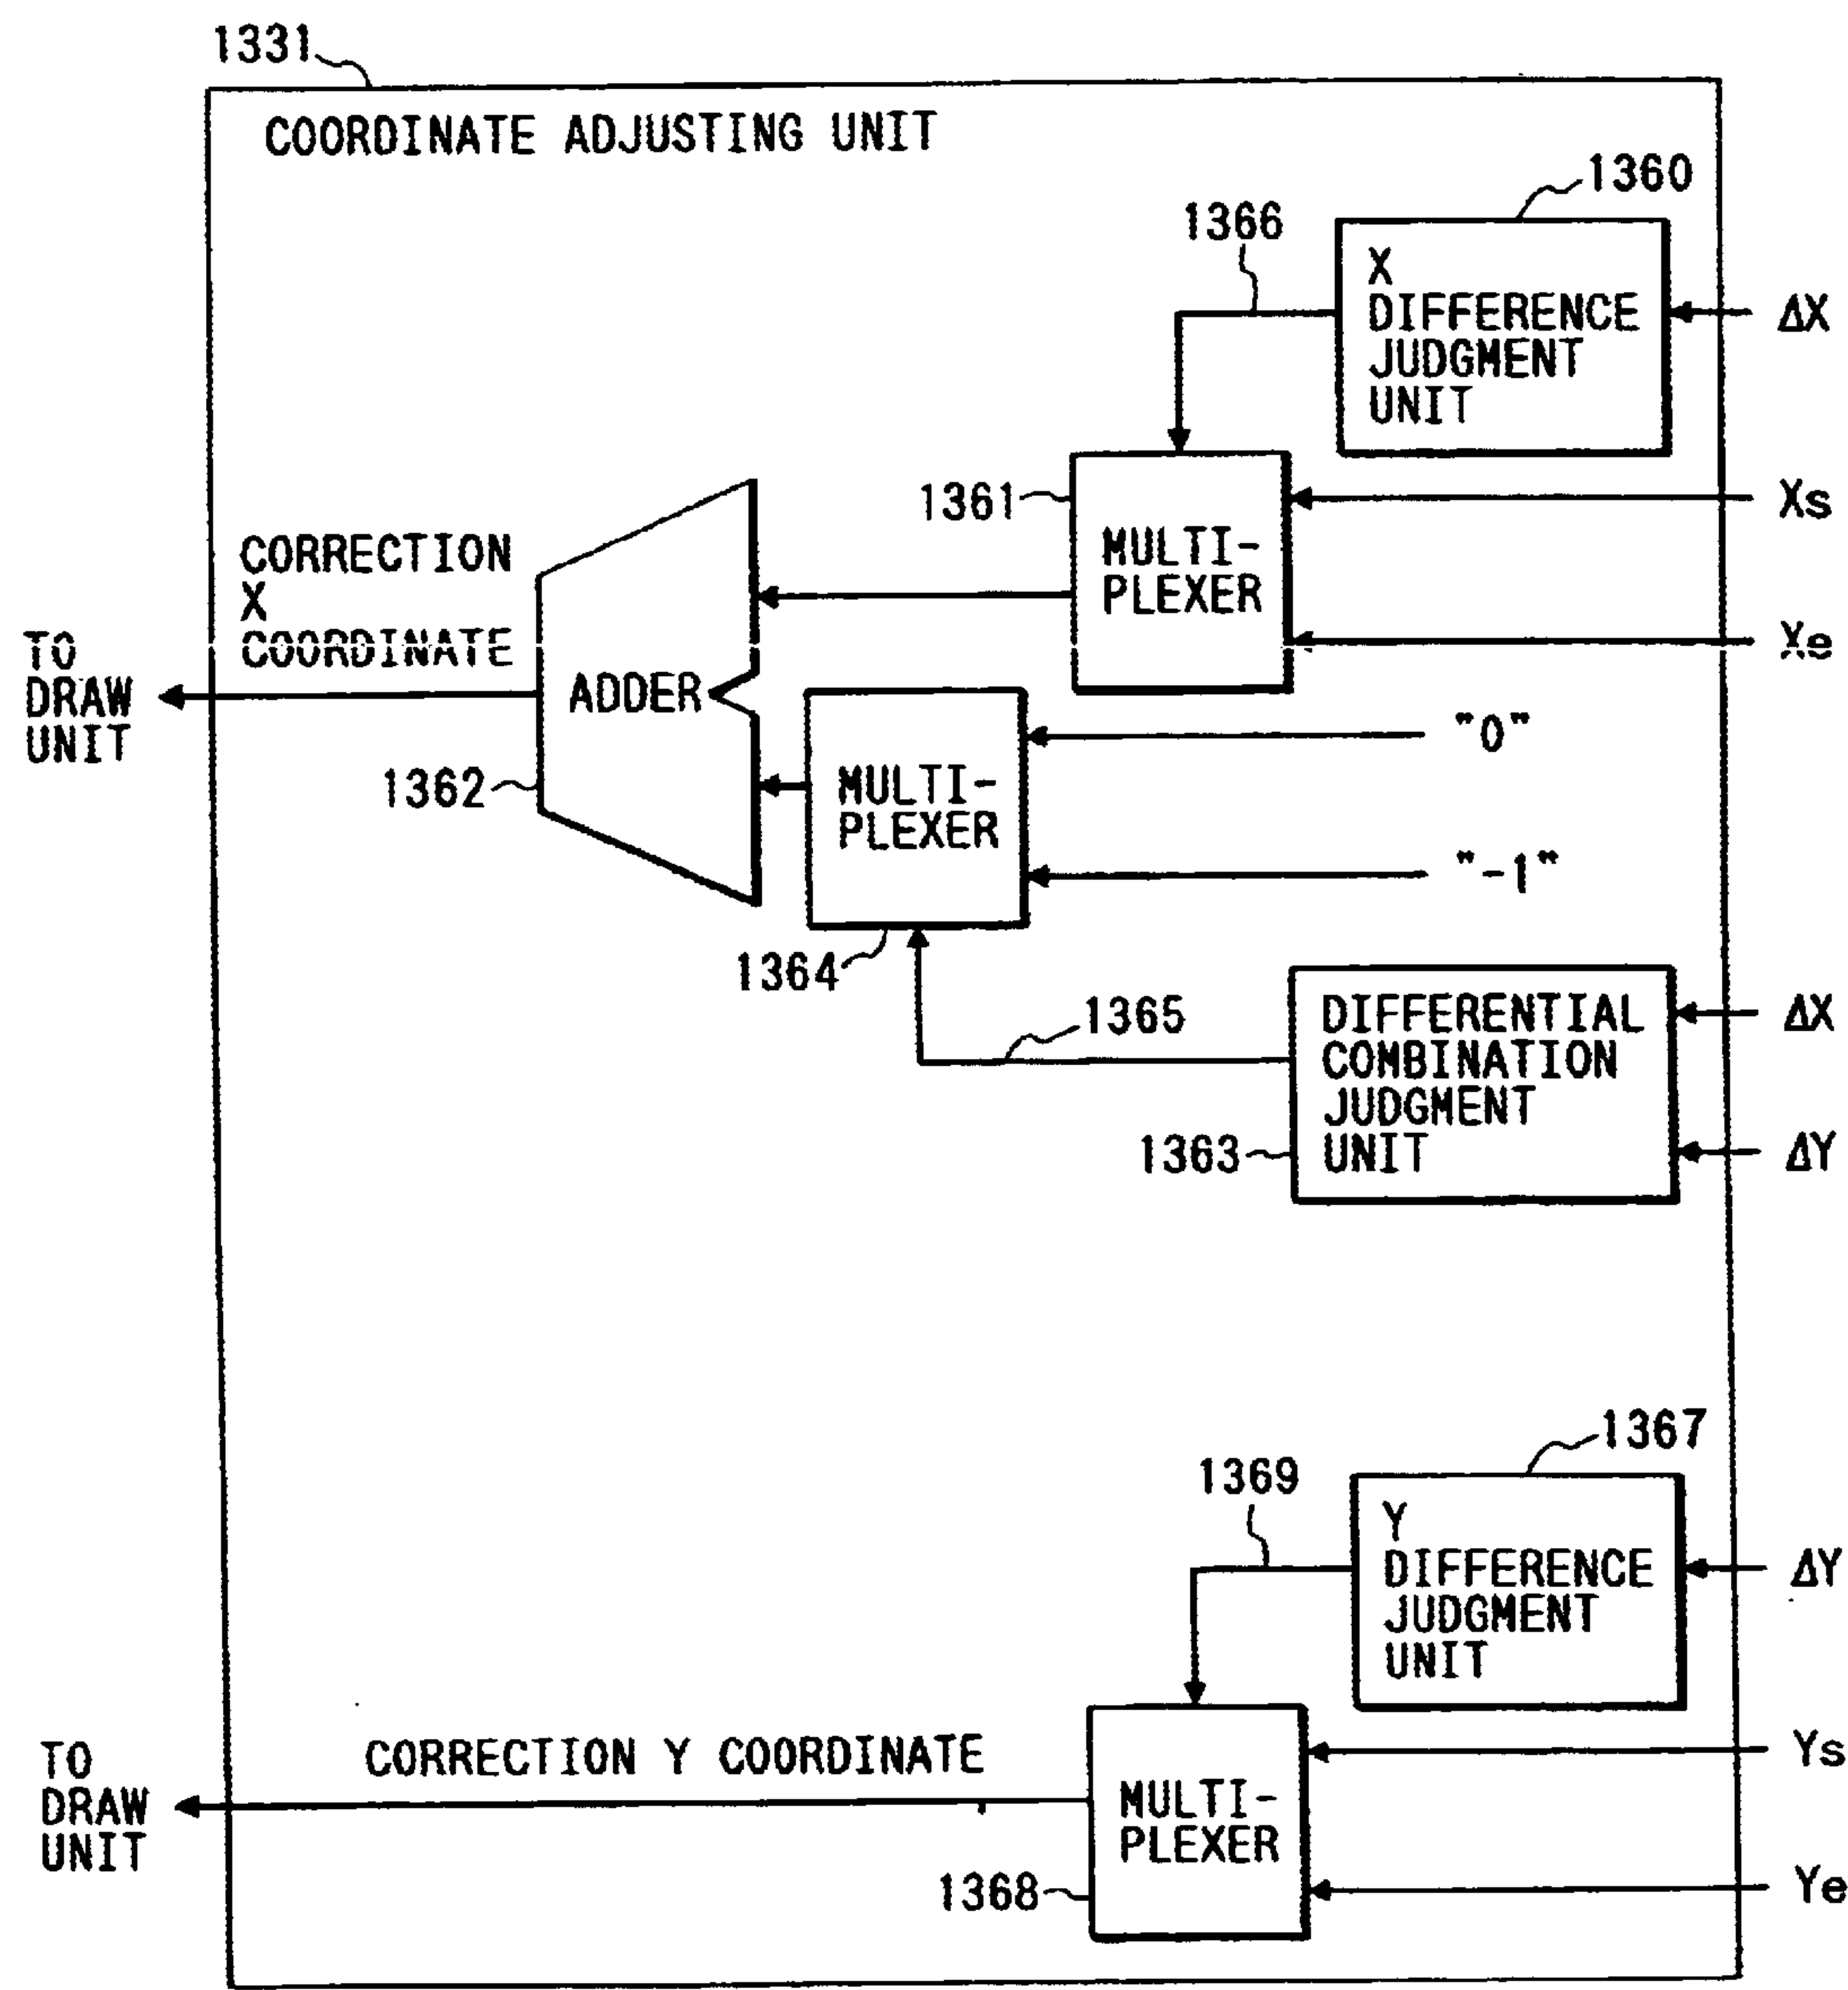 1331
COORDINATE ADJUSTING UNIT
1360
1366
X
DIFFERENCE
JUDGMENT
UNIT
ΔX
1361
MULTI-
PLEXER
Xs
Xe
CORRECTION
X
COORDINATE
TO
DRAW
UNIT
ADDER
1362
MULTI-
PLEXER
"0"
"-1"
1364
1365
DIFFERENTIAL
COMBINATION
JUDGMENT
UNIT
1363
ΔX
ΔY
1367
1369
Y
DIFFERENCE
JUDGMENT
UNIT
ΔY
TO
DRAW
UNIT
CORRECTION Y COORDINATE
MULTI-
PLEXER
1368
Ys
Ye